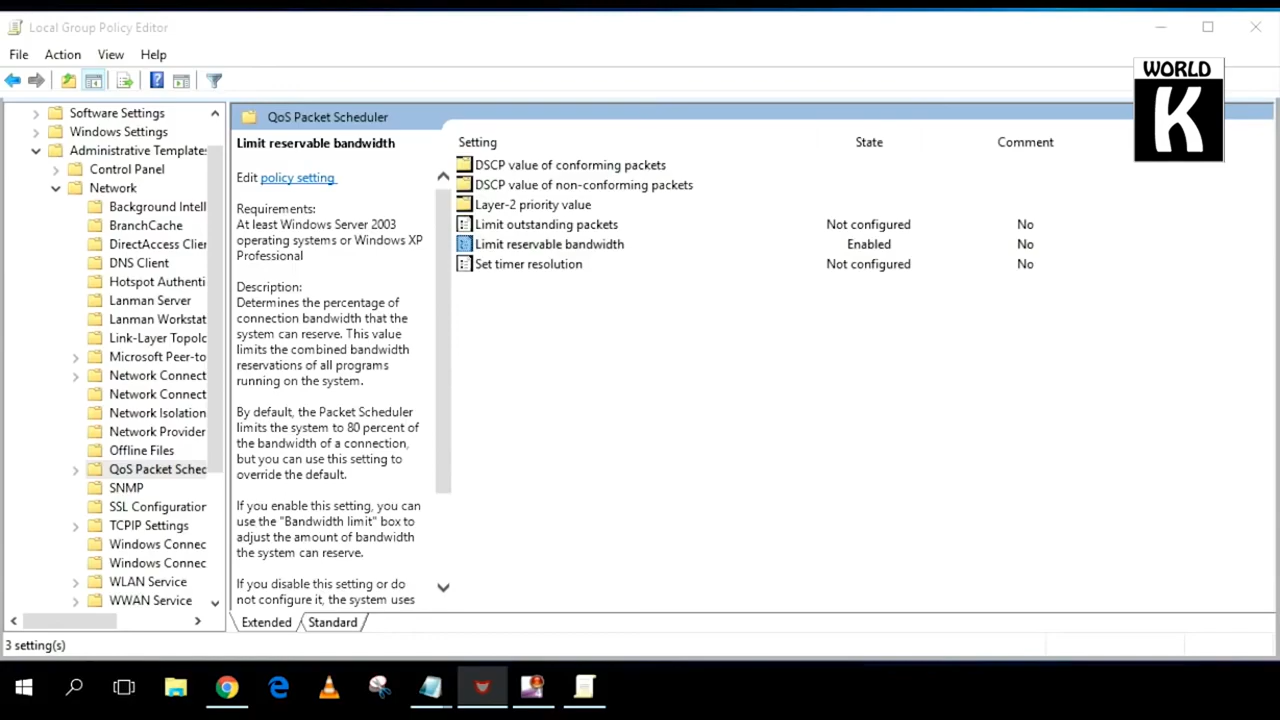 Local Group Policy Editor
File Action View Help
WORLD
K
Software Settings
Windows Settings
Administrative Templates
Control Panel
Network
Background Intell
BranchCache
DirectAccess Clier
DNS Client
Hotspot Authenti
Lanman Server
Lanman Workstat
Link-Layer Topolc
Microsoft Peer-to
Network Connect
Network Connect
Network Isolation
Network Provider
Offline Files
QoS Packet Sched
SNMP
SSL Configuration
TCPIP Settings
Windows Connec
Windows Connec
WLAN Service
WWAN Service
QoS Packet Scheduler
Limit reservable bandwidth
Edit policy setting
Requirements:
At least Windows Server 2003
operating systems or Windows XP
Professional
Description:
Determines the percentage of
connection bandwidth that the
system can reserve. This value
limits the combined bandwidth
reservations of all programs
running on the system.
By default, the Packet Scheduler
limits the system to 80 percent of
the bandwidth of a connection,
but you can use this setting to
override the default.
If you enable this setting, you can
use the "Bandwidth limit" box to
adjust the amount of bandwidth
the system can reserve.
If you disable this setting or do
not configure it, the system uses
Setting State Comment
DSCP value of conforming packets
DSCP value of non-conforming packets
Layer-2 priority value
Limit outstanding packets Not configured No
Limit reservable bandwidth Enabled No
Set timer resolution Not configured No
Extended Standard
3 setting(s)